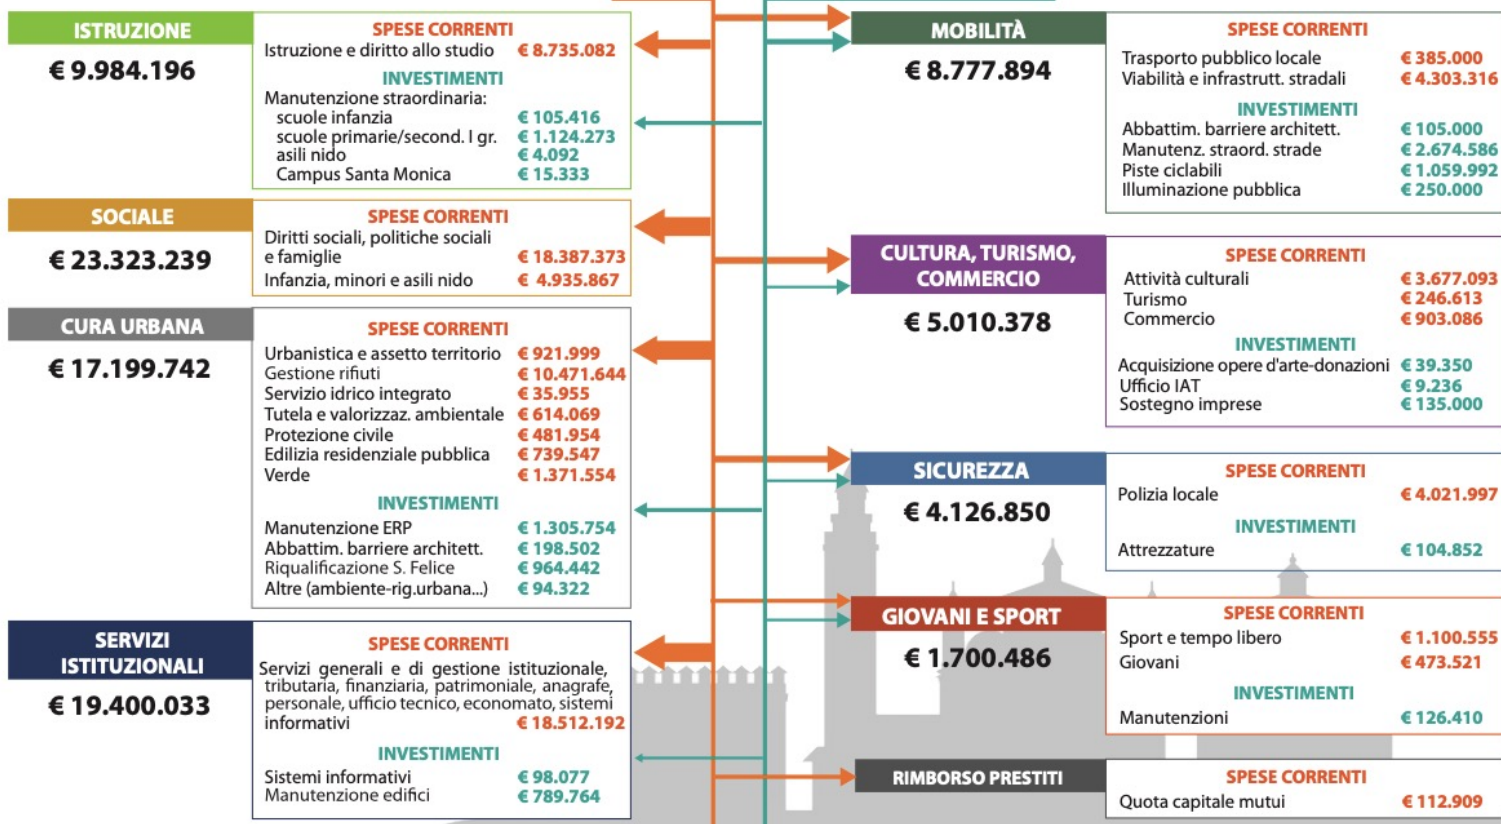 ISTRUZIONE
€ 9.984.196
SPESE CORRENTI
Istruzione e diritto allo studio € 8.735.082
INVESTIMENTI
Manutenzione straordinaria:
scuole infanzia € 105.416
scuole primarie/second. I gr. € 1.124.273
asili nido € 4.092
Campus Santa Monica € 15.333
SOCIALE
€ 23.323.239
SPESE CORRENTI
Diritti sociali, politiche sociali
e famiglie € 18.387.373
Infanzia, minori e asili nido € 4.935.867
CURA URBANA
€ 17.199.742
SPESE CORRENTI
Urbanistica e assetto territorio € 921.999
Gestione rifiuti € 10.471.644
Servizio idrico integrato € 35.955
Tutela e valorizzaz. ambientale € 614.069
Protezione civile € 481.954
Edilizia residenziale pubblica € 739.547
Verde € 1.371.554
INVESTIMENTI
Manutenzione ERP € 1.305.754
Abbattim. barriere architett. € 198.502
Riqualificazione S. Felice € 964.442
Altre (ambiente-rig.urbana...) € 94.322
SERVIZI
ISTITUZIONALI
€ 19.400.033
SPESE CORRENTI
Servizi generali e di gestione istituzionale,
tributaria, finanziaria, patrimoniale, anagrafe,
personale, ufficio tecnico, economato, sistemi
informativi € 18.512.192
INVESTIMENTI
Sistemi informativi € 98.077
Manutenzione edifici € 789.764
MOBILITÀ
€ 8.777.894
SPESE CORRENTI
Trasporto pubblico locale € 385.000
Viabilità e infrastrutt. stradali € 4.303.316
INVESTIMENTI
Abbattim. barriere architett. € 105.000
Manutenz. straord. strade € 2.674.586
Piste ciclabili € 1.059.992
Illuminazione pubblica € 250.000
CULTURA, TURISMO,
COMMERCIO
€ 5.010.378
SPESE CORRENTI
Attività culturali € 3.677.093
Turismo € 246.613
Commercio € 903.086
INVESTIMENTI
Acquisizione opere d'arte-donazioni € 39.350
Ufficio IAT € 9.236
Sostegno imprese € 135.000
SICUREZZA
€ 4.126.850
SPESE CORRENTI
Polizia locale € 4.021.997
INVESTIMENTI
Attrezzature € 104.852
GIOVANI E SPORT
€ 1.700.486
SPESE CORRENTI
Sport e tempo libero € 1.100.555
Giovani € 473.521
INVESTIMENTI
Manutenzioni € 126.410
RIMBORSO PRESTITI
SPESE CORRENTI
Quota capitale mutui € 112.909